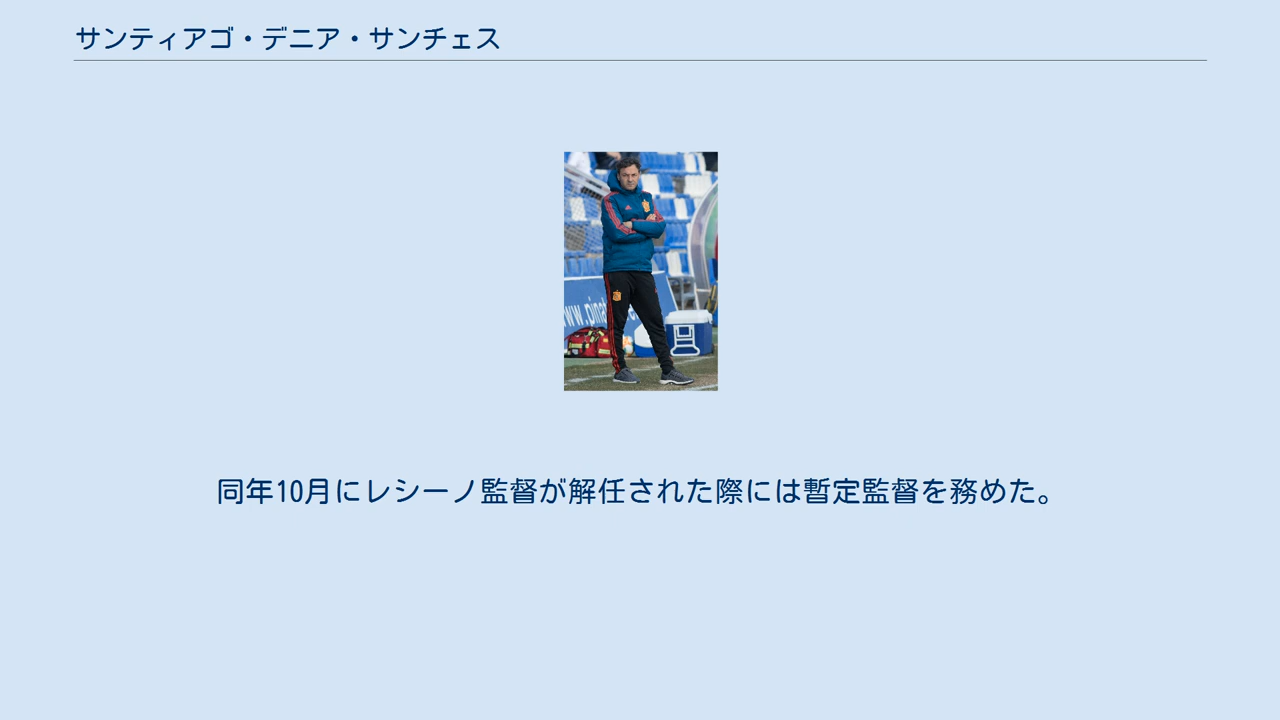 サンティアゴ・デニア・サンチェス
www.pina
同年10月にレシーノ監督が解任された際には暫定監督を務めた。